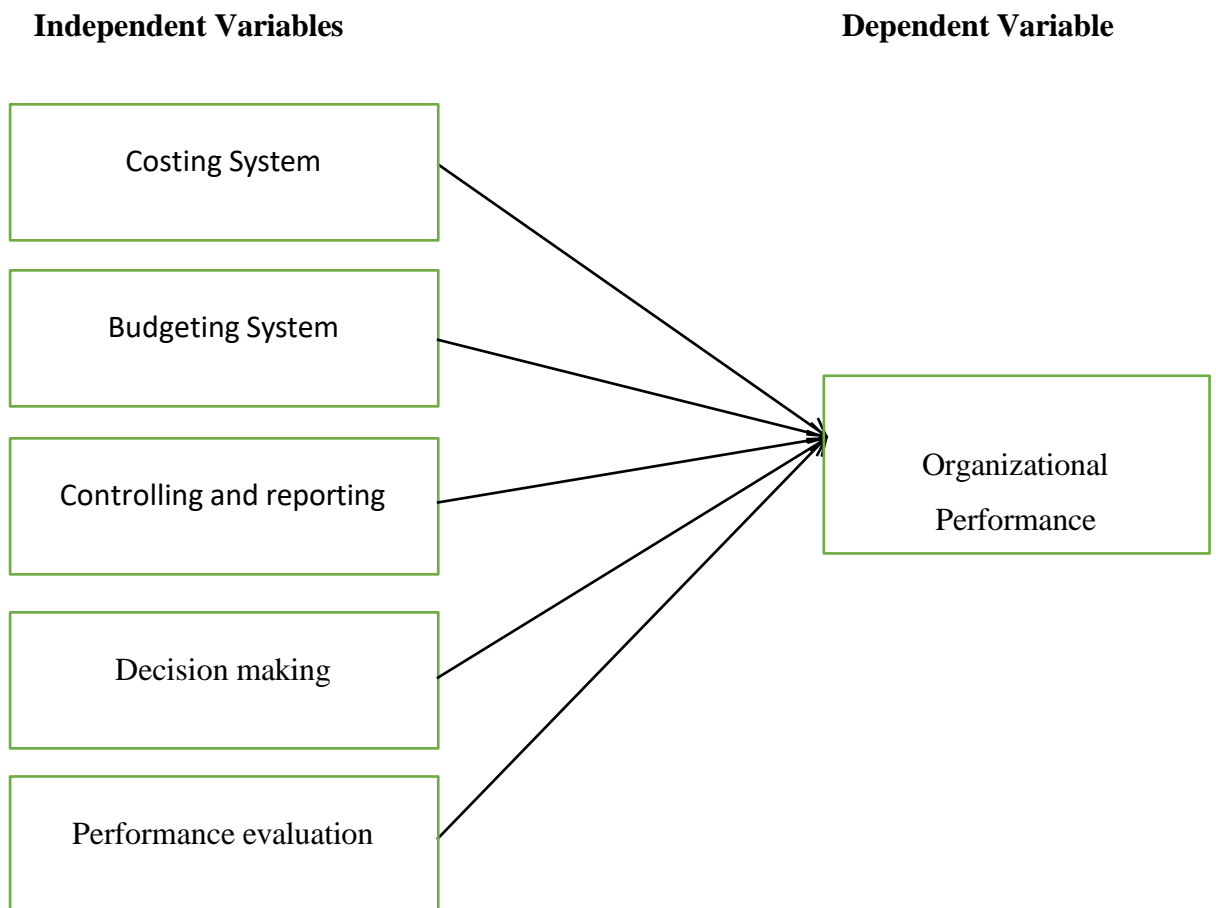 Independent Variables
Dependent Variable
Costing System
Budgeting System
Controlling and reporting
Organizational
Performance
Decision making
Performance evaluation